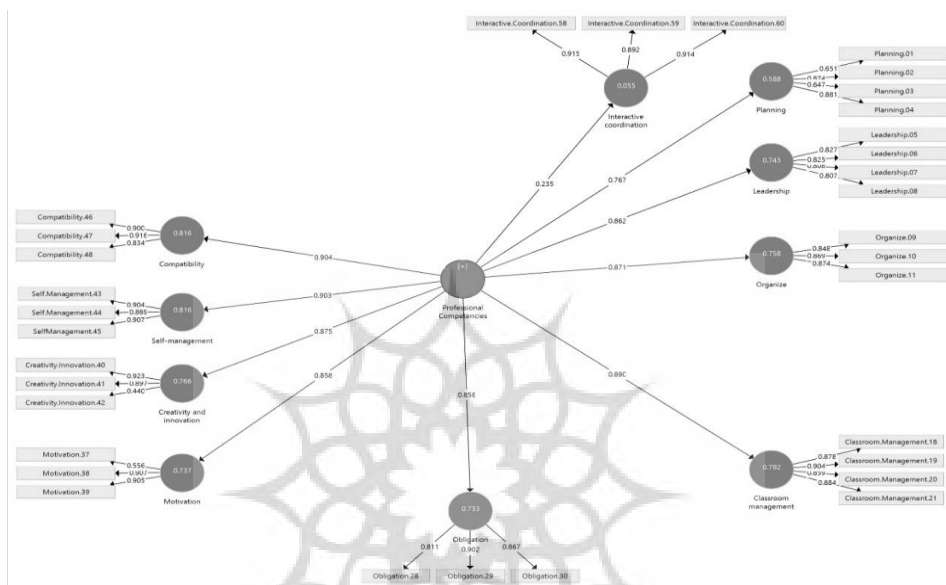 Interactive.Coordination.58
Interactive.Coordination.59
Interactive.Coordination.60
0.915
0.892
0.914
0.055
Interactive
coordination
0.235
Planning.01
Planning.02
Planning.03
Planning.04
0.651
0.647
0.881
0.588
Planning
0.767
Leadership.05
Leadership.06
Leadership.07
Leadership.08
0.827
0.825
0.808
0.807
0.743
Leadership
0.862
Organize.09
Organize.10
Organize.11
0.848
0.869
0.874
0.758
Organize
0.871
Compatibility.46
Compatibility.47
Compatibility.48
0.900
0.916
0.834
0.816
Compatibility
0.904
[+]
Professional
Competencies
Self.Management.43
Self.Management.44
SelfManagement.45
0.904
0.889
0.907
0.816
Self-management
0.903
Creativity.Innovation.40
Creativity.Innovation.41
Creativity.Innovation.42
0.923
0.897
0.440
0.766
Creativity and
innovation
0.875
Motivation.37
Motivation.38
Motivation.39
0.556
0.907
0.905
0.737
Motivation
0.858
0.856
0.733
Obligation
0.811
0.902
0.867
Obligation.28
Obligation.29
Obligation.30
0.890
0.792
Classroom
management
0.878
0.904
0.859
0.884
Classroom.Management.18
Classroom.Management.19
Classroom.Management.20
Classroom.Management.21